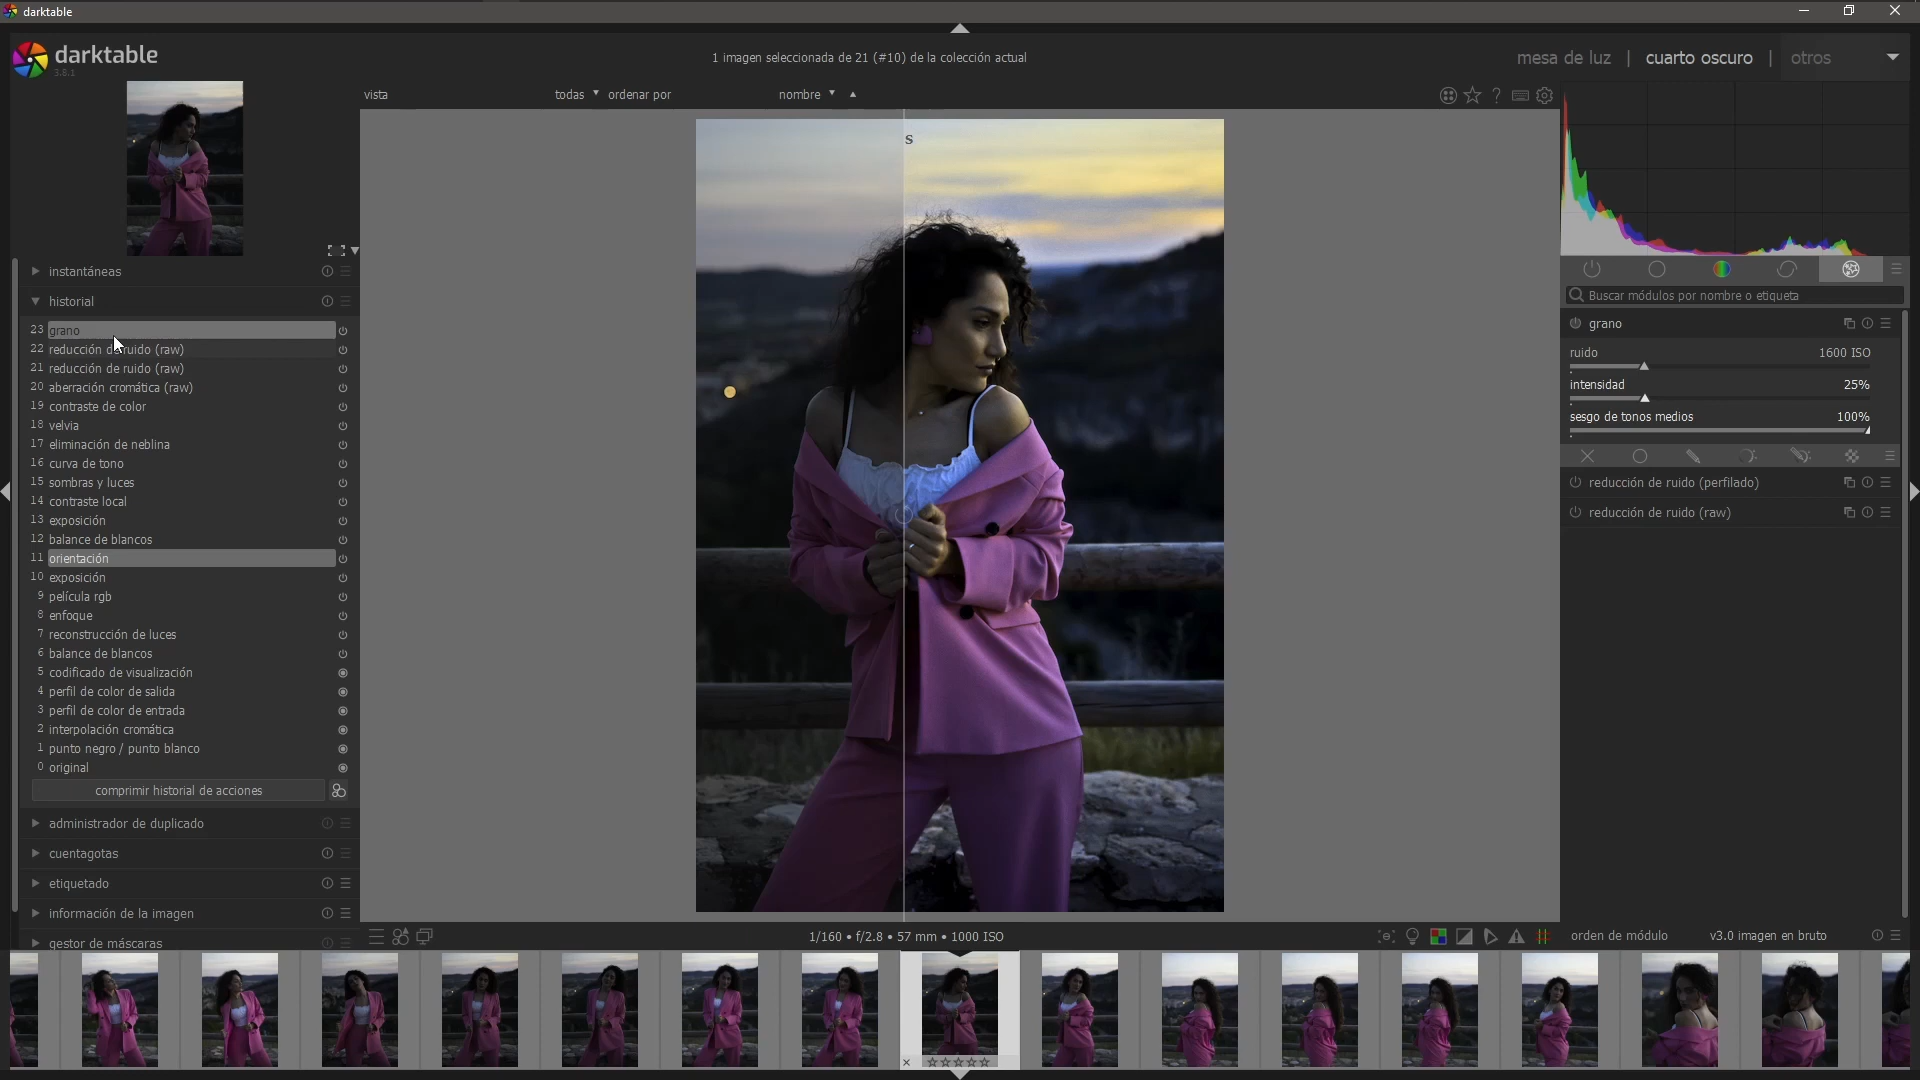 darktable
darktable
3.8.1
1 imagen seleccionada de 21 (#10) de la colección actual
mesa de luz | cuarto oscuro | otros
vista
todas
ordenar por
nombre
?
s
instantáneas
historial
23 grano
22 reducción de ruido (raw)
21 reducción de ruido (raw)
20 aberración cromática (raw)
19 contraste de color
18 velvia
17 eliminación de neblina
16 curva de tono
15 sombras y luces
14 contraste local
13 exposición
12 balance de blancos
11 orientación
10 exposición
9 película rgb
8 enfoque
7 reconstrucción de luces
6 balance de blancos
5 codificado de visualización
4 perfil de color de salida
3 perfil de color de entrada
2 interpolación cromática
1 punto negro / punto blanco
0 original
comprimir historial de acciones
administrador de duplicado
cuentagotas
etiquetado
información de la imagen
gestor de máscaras
Buscar módulos por nombre o etiqueta
grano
ruido 1600 ISO
intensidad 25%
sesgo de tonos medios 100%
reducción de ruido (perfilado)
reducción de ruido (raw)
1/160 • f/2.8 • 57 mm • 1000 ISO
orden de módulo v3.0 imagen en bruto